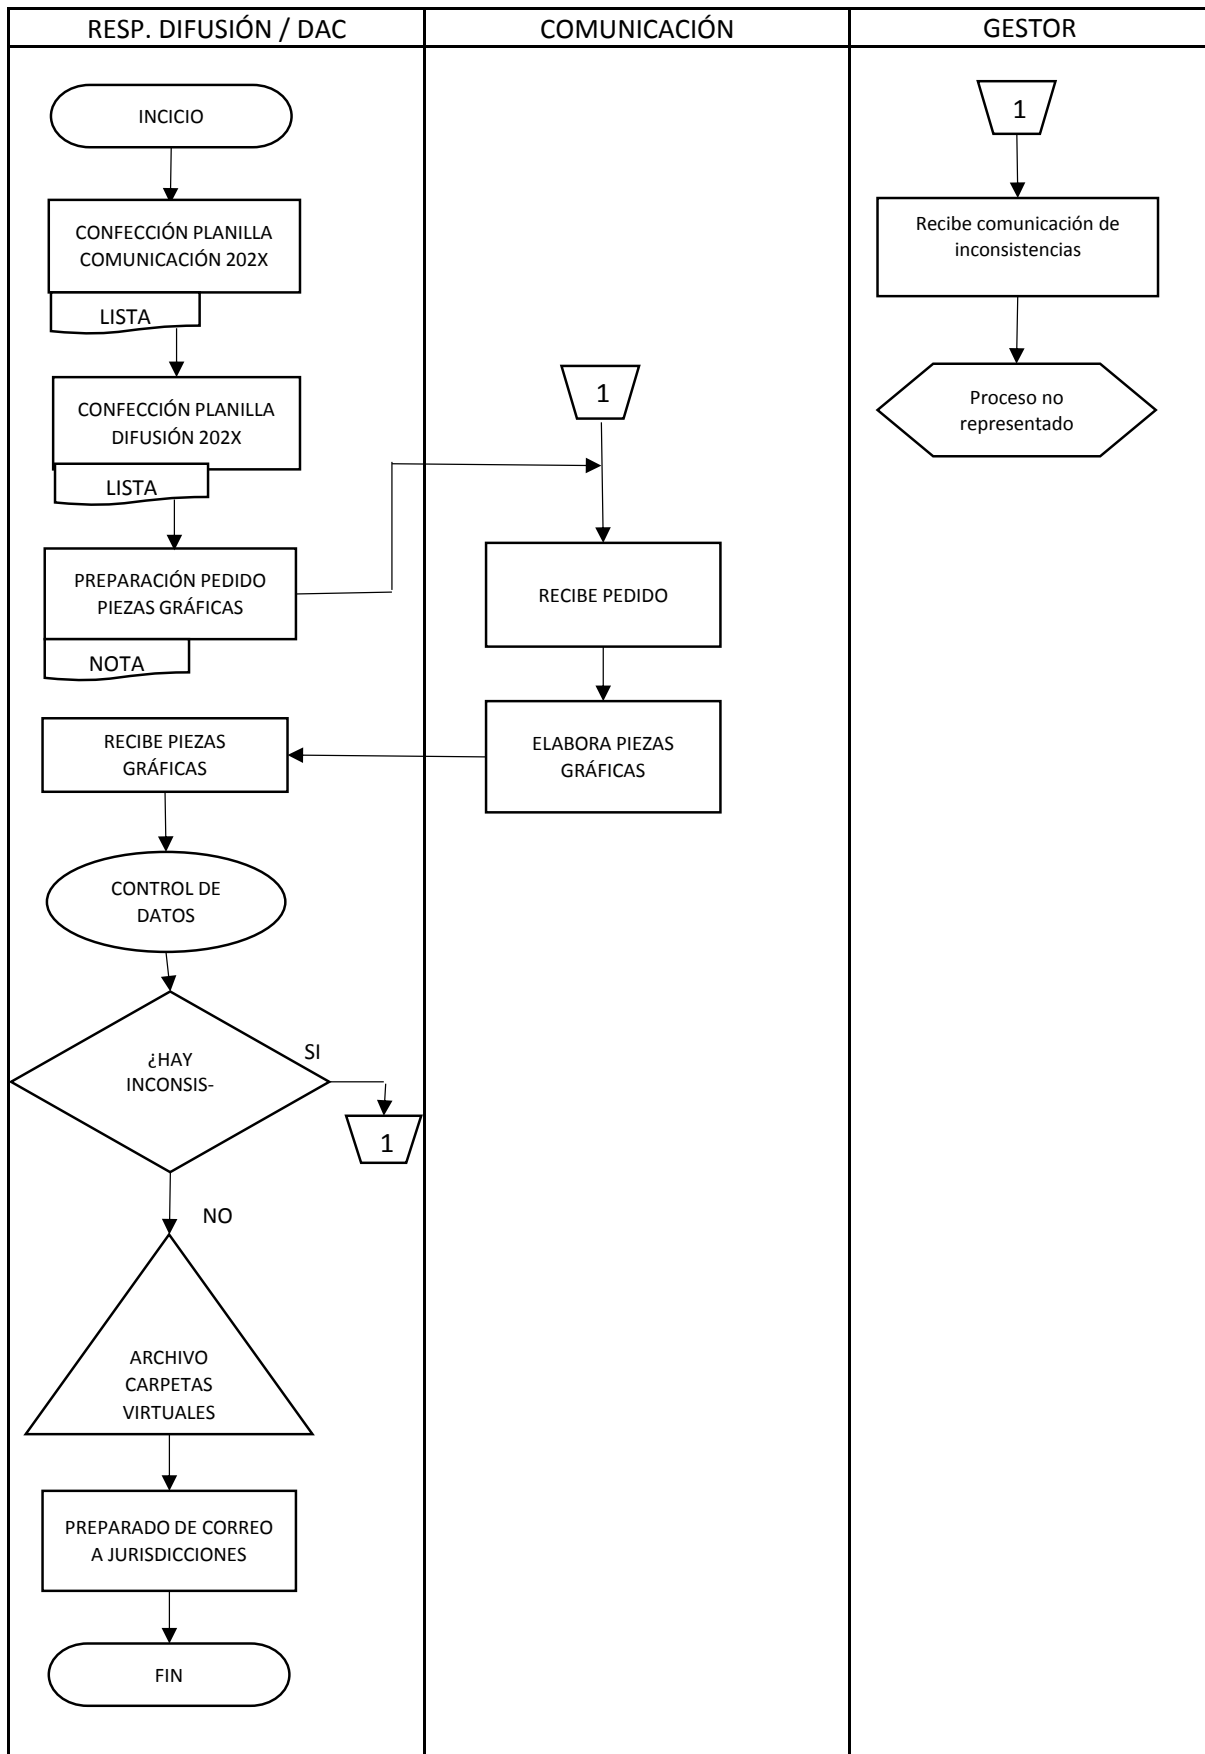 RESP. DIFUSIÓN / DAC
COMUNICACIÓN
GESTOR
INCICIO
CONFECCIÓN PLANILLA
COMUNICACIÓN 202X
LISTA
CONFECCIÓN PLANILLA
DIFUSIÓN 202X
LISTA
PREPARACIÓN PEDIDO
PIEZAS GRÁFICAS
NOTA
RECIBE PIEZAS
GRÁFICAS
CONTROL DE
DATOS
¿HAY
INCONSIS-
SI
1
NO
ARCHIVO
CARPETAS
VIRTUALES
PREPARADO DE CORREO
A JURISDICCIONES
FIN
1
RECIBE PEDIDO
ELABORA PIEZAS
GRÁFICAS
1
Recibe comunicación de
inconsistencias
Proceso no
representado